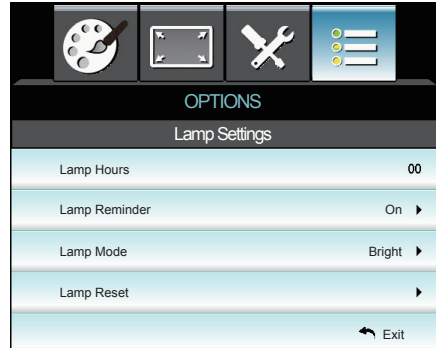 OPTIONS
Lamp Settings
Lamp Hours 00
Lamp Reminder On
Lamp Mode Bright
Lamp Reset
Exit